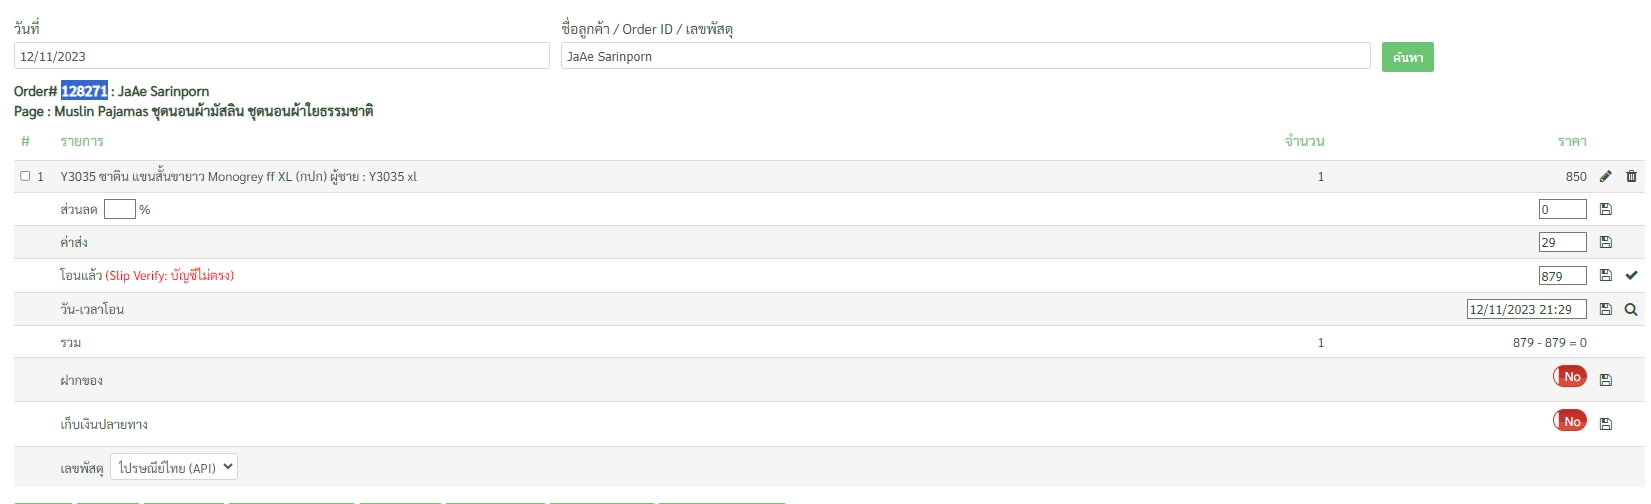 วันที่ ชื่อลูกค้า / Order ID / เลขพัสดุ
12/11/2023 JaAe Sarinporn ค้นหา
Order# 128271 : JaAe Sarinporn
Page : Muslin Pajamas ชุดนอนผ้ามัสลิน ชุดนอนผ้าใยธรรมชาติ
# รายการ จำนวน ราคา
1 Y3035 ซาติน แขนสั้นขายาว Monogrey ff XL (กปก) ผู้ชาย : Y3035 xl 1 850
ส่วนลด % 0
ค่าส่ง 29
โอนแล้ว (Slip Verify: บัญชีไม่ตรง) 879
วัน-เวลาโอน 12/11/2023 21:29
รวม 1 879 - 879 = 0
ฝากของ No
เก็บเงินปลายทาง No
เลขพัสดุ ไปรษณีย์ไทย (API)